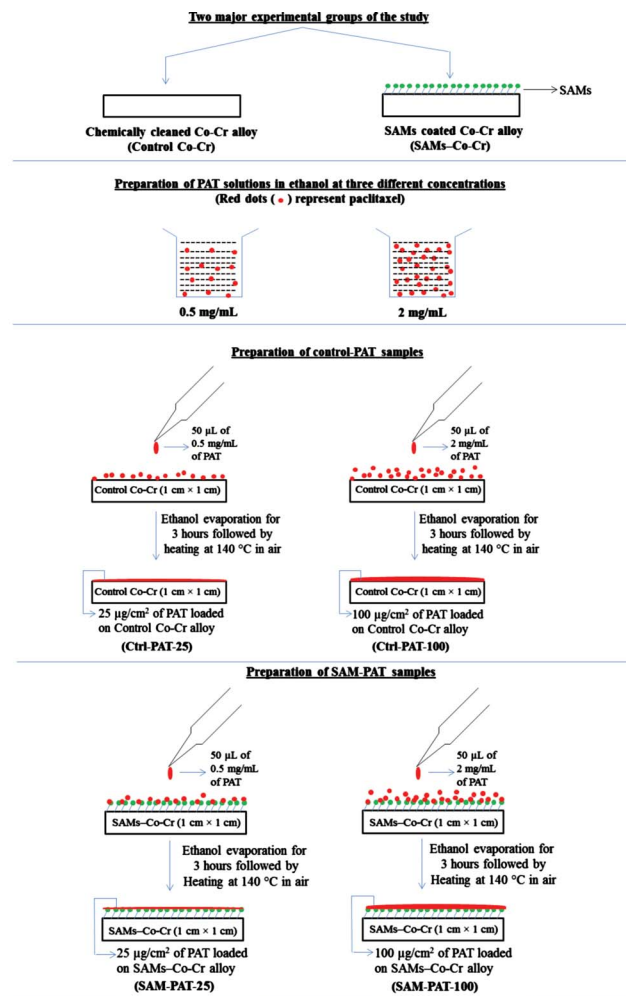 Two major experimental groups of the study
SAMs
Chemically cleaned Co-Cr alloy
(Control Co-Cr)
SAMs coated Co-Cr alloy
(SAMs–Co-Cr)
Preparation of PAT solutions in ethanol at three different concentrations
(Red dots ( ) represent paclitaxel)
0.5 mg/mL
2 mg/mL
Preparation of control-PAT samples
50 µL of
0.5 mg/mL
of PAT
Control Co-Cr (1 cm × 1 cm)
Ethanol evaporation for
3 hours followed by
heating at 140 °C in air
Control Co-Cr (1 cm × 1 cm)
25 µg/cm² of PAT loaded
on Control Co-Cr alloy
(Ctrl-PAT-25)
50 µL of
2 mg/mL
of PAT
Control Co-Cr (1 cm × 1 cm)
Ethanol evaporation for
3 hours followed by
heating at 140 °C in air
Control Co-Cr (1 cm × 1 cm)
100 µg/cm² of PAT loaded
on Control Co-Cr alloy
(Ctrl-PAT-100)
Preparation of SAM-PAT samples
50 µL of
0.5 mg/mL
of PAT
SAMs–Co-Cr (1 cm × 1 cm)
Ethanol evaporation for
3 hours followed by
Heating at 140 °C in air
SAMs–Co-Cr (1 cm × 1 cm)
25 µg/cm² of PAT loaded
on SAMs–Co-Cr alloy
(SAM-PAT-25)
50 µL of
2 mg/mL
of PAT
SAMs–Co-Cr (1 cm × 1 cm)
Ethanol evaporation for
3 hours followed by
Heating at 140 °C in air
SAMs–Co-Cr (1 cm × 1 cm)
100 µg/cm² of PAT loaded
on SAMs–Co-Cr alloy
(SAM-PAT-100)